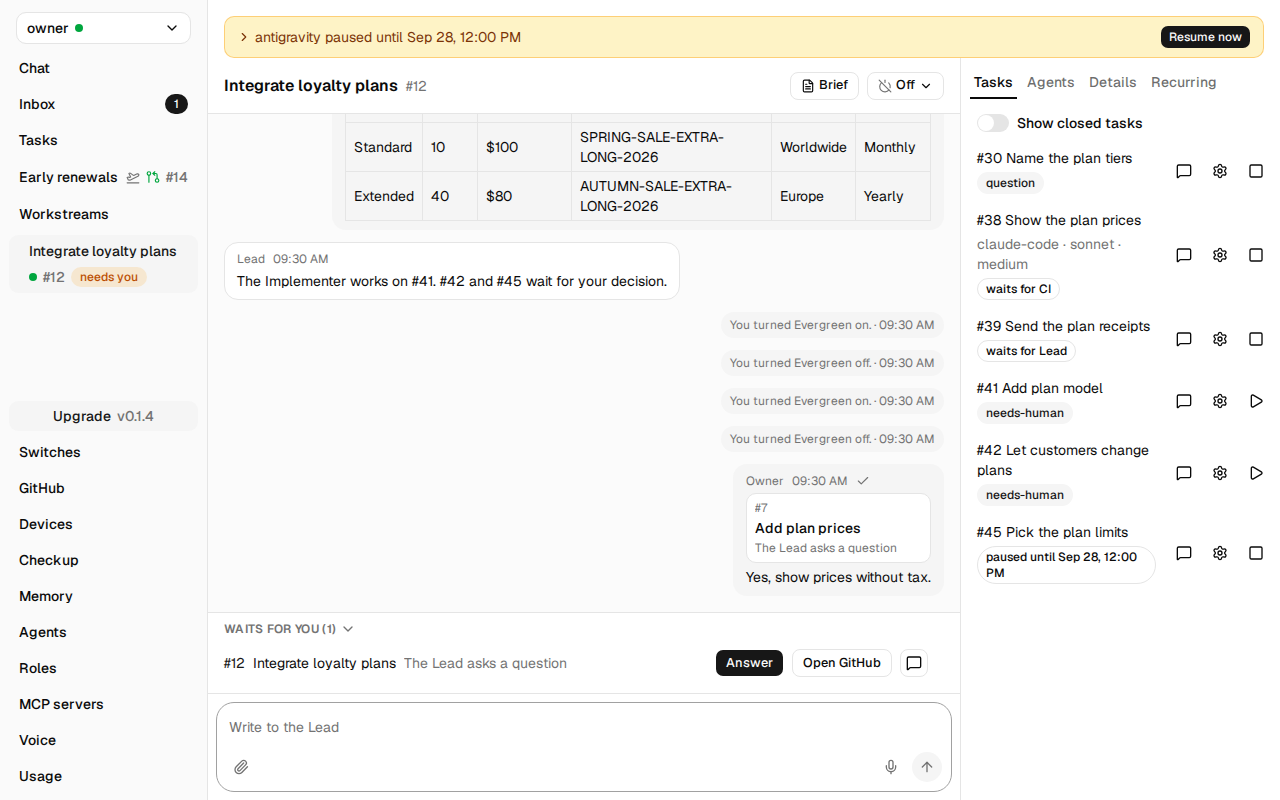 owner
Chat
Inbox 1
Tasks
Early renewals #14
Workstreams
Integrate loyalty plans
#12 needs you
Upgrade v0.1.4
Switches
GitHub
Devices
Checkup
Memory
Agents
Roles
MCP servers
Voice
Usage
antigravity paused until Sep 28, 12:00 PM
Resume now
Integrate loyalty plans #12
Brief
Off
Standard 10 $100 SPRING-SALE-EXTRA-
LONG-2026 Worldwide Monthly
Extended 40 $80 AUTUMN-SALE-EXTRA-
LONG-2026 Europe Yearly
Lead 09:30 AM
The Implementer works on #41. #42 and #45 wait for your decision.
You turned Evergreen on. · 09:30 AM
You turned Evergreen off. · 09:30 AM
You turned Evergreen on. · 09:30 AM
You turned Evergreen off. · 09:30 AM
Owner 09:30 AM
#7
Add plan prices
The Lead asks a question
Yes, show prices without tax.
WAITS FOR YOU (1)
#12 Integrate loyalty plans The Lead asks a question
Answer
Open GitHub
Write to the Lead
Tasks Agents Details Recurring
Show closed tasks
#30 Name the plan tiers
question
#38 Show the plan prices
claude-code · sonnet ·
medium
waits for CI
#39 Send the plan receipts
waits for Lead
#41 Add plan model
needs-human
#42 Let customers change
plans
needs-human
#45 Pick the plan limits
paused until Sep 28, 12:00
PM